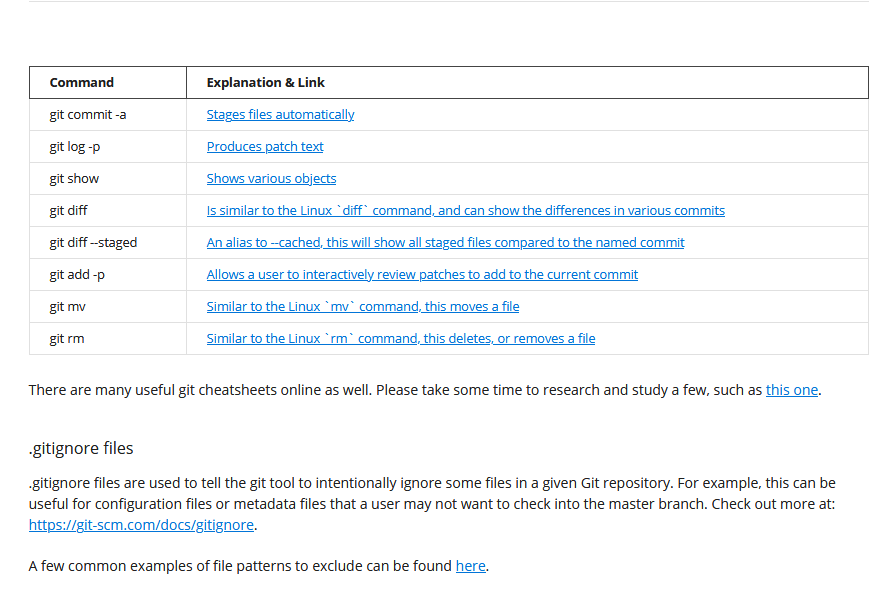 Command Explanation & Link
git commit -a Stages files automatically
git log -p Produces patch text
git show Shows various objects
git diff Is similar to the Linux `diff` command, and can show the differences in various commits
git diff --staged An alias to --cached, this will show all staged files compared to the named commit
git add -p Allows a user to interactively review patches to add to the current commit
git mv Similar to the Linux `mv` command, this moves a file
git rm Similar to the Linux `rm` command, this deletes, or removes a file
There are many useful git cheatsheets online as well. Please take some time to research and study a few, such as this one.
.gitignore files
.gitignore files are used to tell the git tool to intentionally ignore some files in a given Git repository. For example, this can be
useful for configuration files or metadata files that a user may not want to check into the master branch. Check out more at:
https://git-scm.com/docs/gitignore.
A few common examples of file patterns to exclude can be found here.